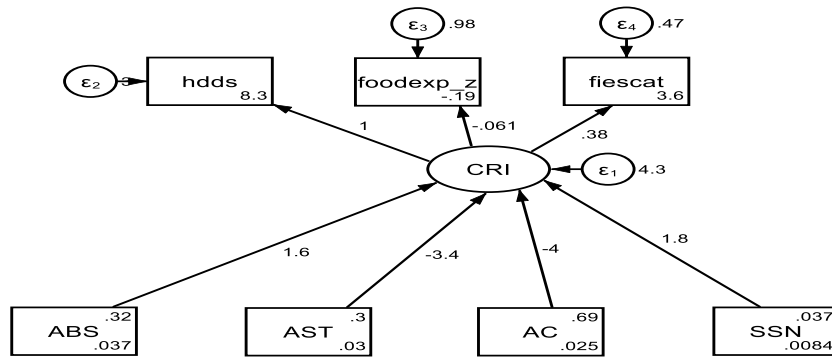 ε₃ .98
ε₄ .47
ε₂ 3
hdds
8.3
foodexp_z
-.19
fiescat
3.6
1
-.061
.38
CRI
ε₁ 4.3
1.6
-3.4
-4
1.8
.32
ABS
.037
.3
AST
.03
.69
AC
.025
.037
SSN
.0084